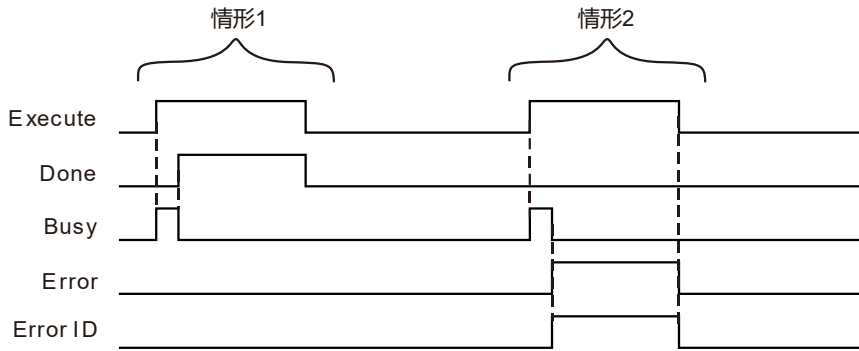 情形1
情形2
Execute
Done
Busy
Error
Error ID